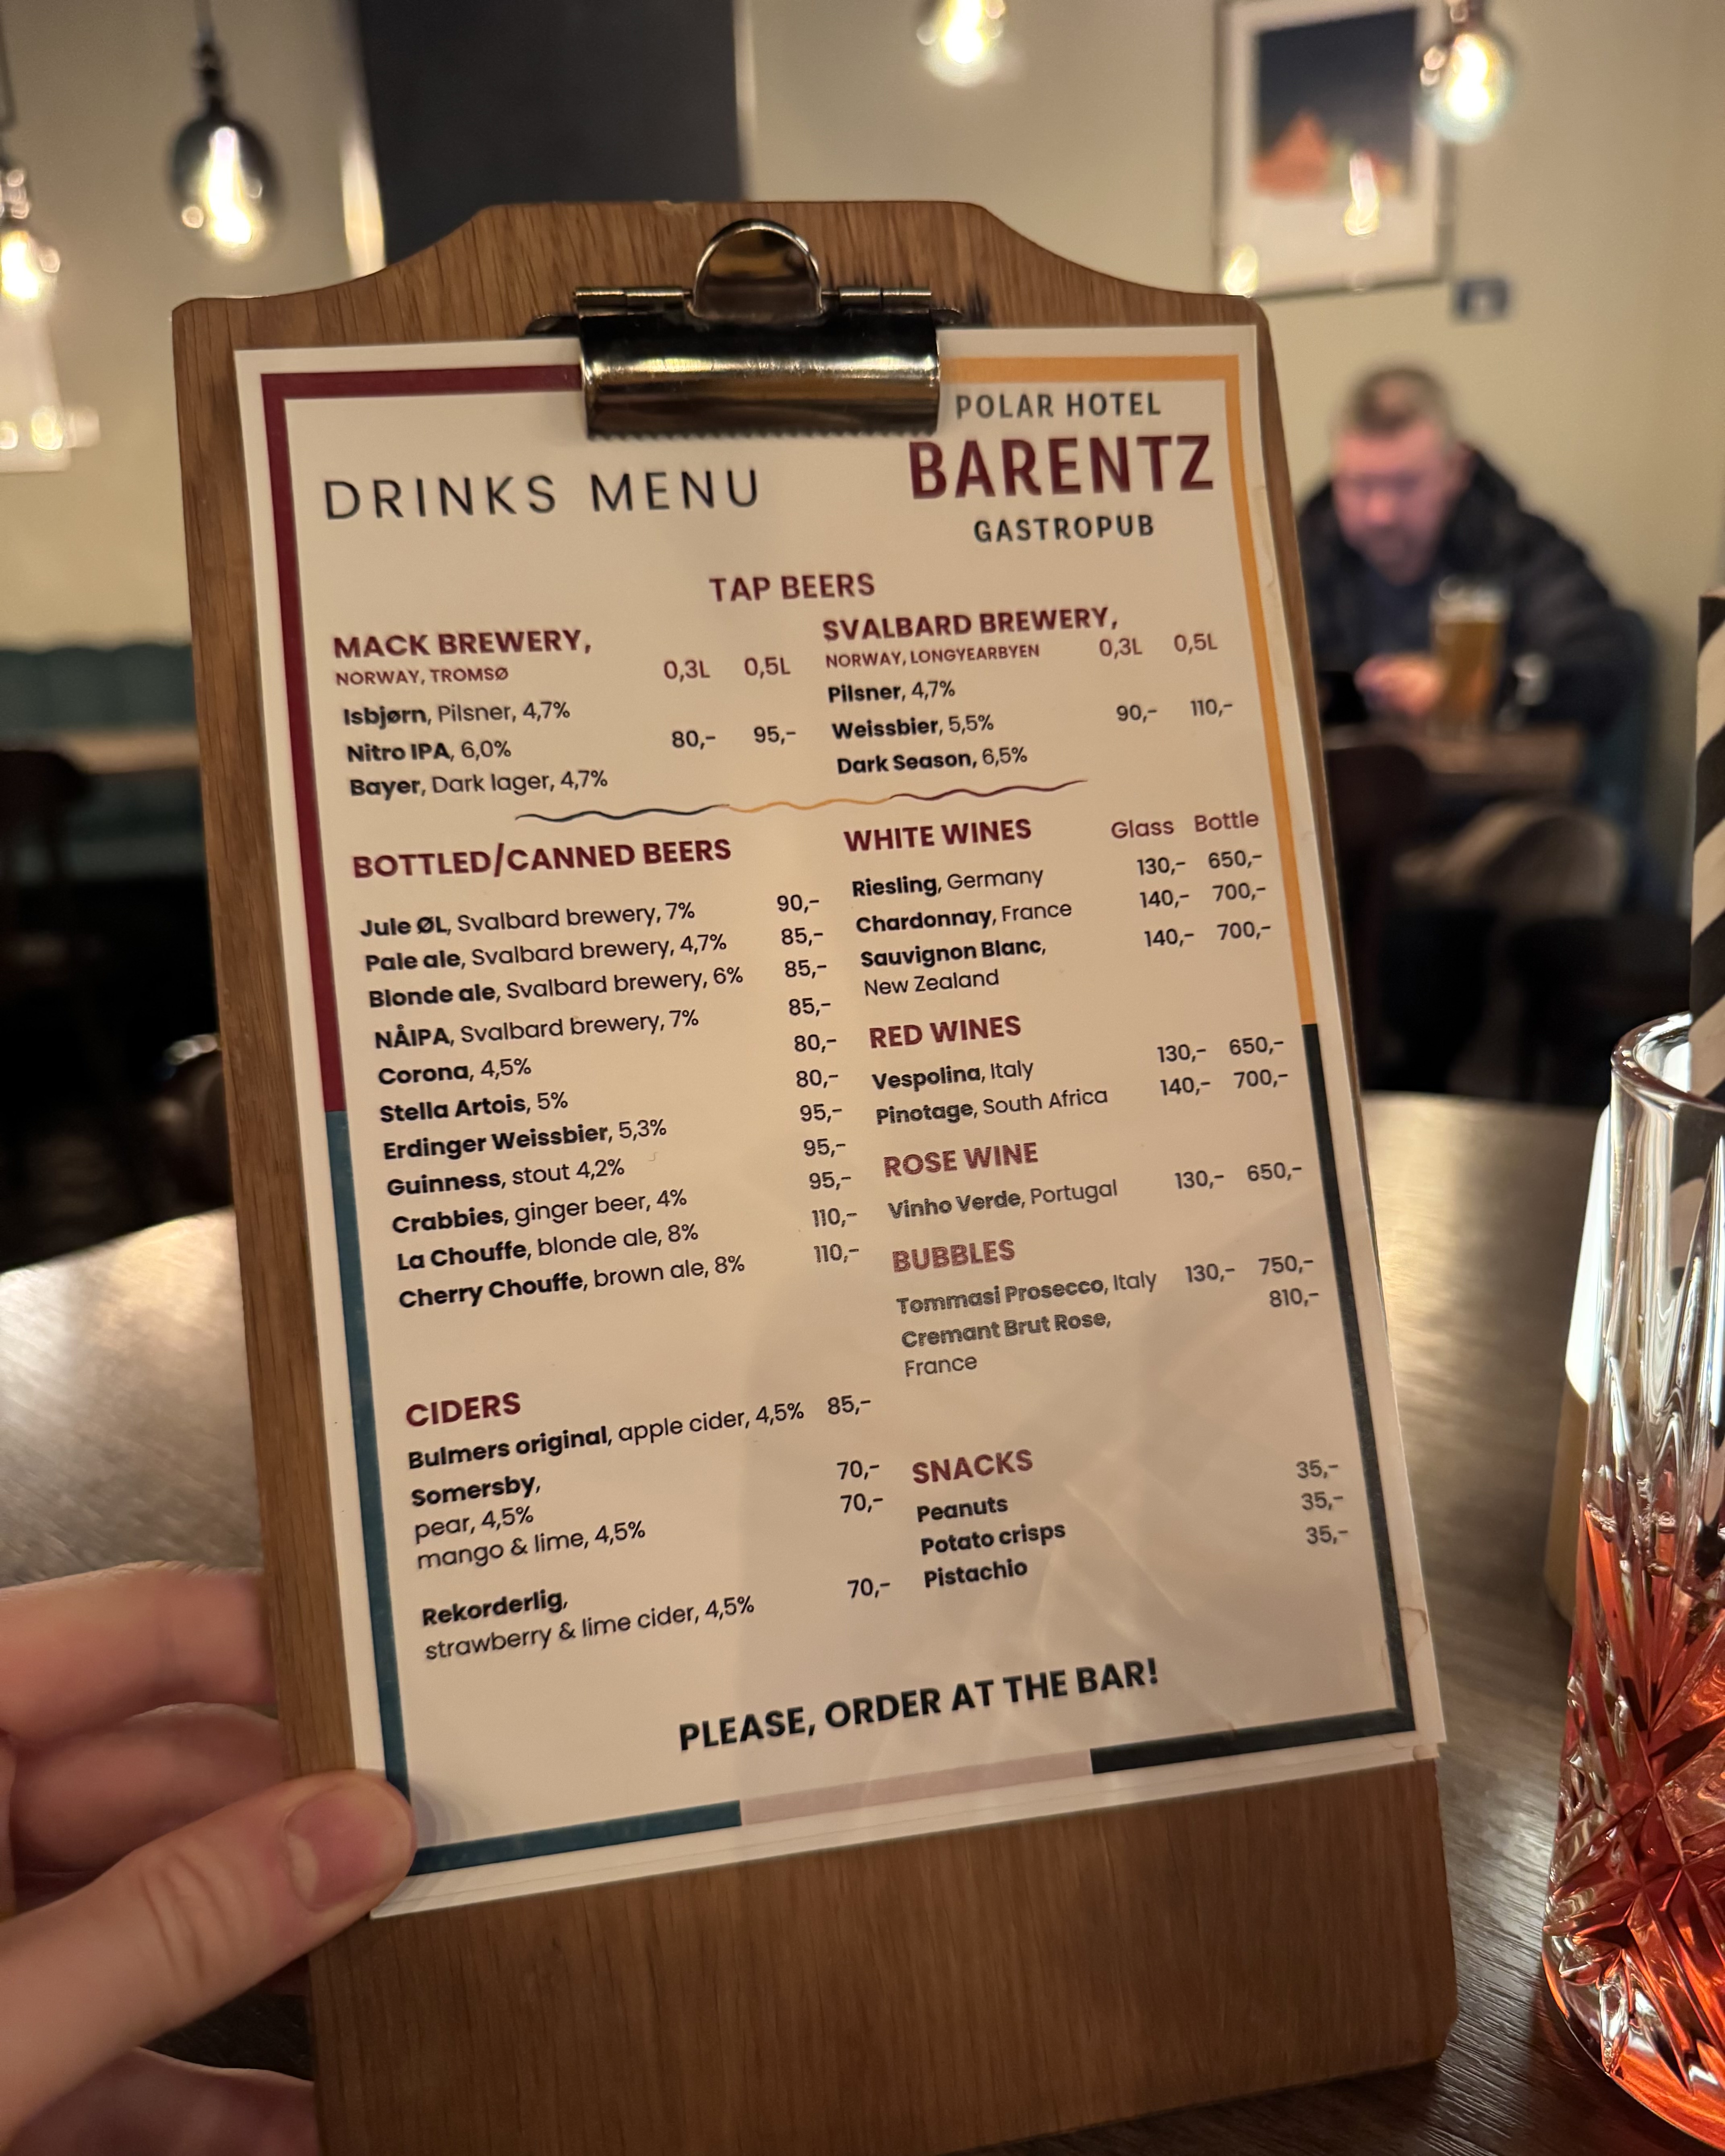 DRINKS MENU
POLAR HOTEL
BARENTZ
GASTROPUB
TAP BEERS
MACK BREWERY,
NORWAY, TROMSØ 0,3L 0,5L
Isbjørn, Pilsner, 4,7%
Nitro IPA, 6,0% 80,- 95,-
Bayer, Dark lager, 4,7%
SVALBARD BREWERY,
NORWAY, LONGYEARBYEN 0,3L 0,5L
Pilsner, 4,7%
Weissbier, 5,5% 90,- 110,-
Dark Season, 6,5%
BOTTLED/CANNED BEERS
Jule ØL, Svalbard brewery, 7% 90,-
Pale ale, Svalbard brewery, 4,7% 85,-
Blonde ale, Svalbard brewery, 6% 85,-
NÅIPA, Svalbard brewery, 7% 85,-
Corona, 4,5% 80,-
Stella Artois, 5% 80,-
Erdinger Weissbier, 5,3% 95,-
Guinness, stout 4,2% 95,-
Crabbies, ginger beer, 4% 95,-
La Chouffe, blonde ale, 8% 110,-
Cherry Chouffe, brown ale, 8% 110,-
CIDERS
Bulmers original, apple cider, 4,5% 85,-
Somersby,
pear, 4,5% 70,-
mango & lime, 4,5% 70,-
Rekorderlig,
strawberry & lime cider, 4,5% 70,-
WHITE WINES Glass Bottle
Riesling, Germany 130,- 650,-
Chardonnay, France 140,- 700,-
Sauvignon Blanc, 140,- 700,-
New Zealand
RED WINES
Vespolina, Italy 130,- 650,-
Pinotage, South Africa 140,- 700,-
ROSE WINE
Vinho Verde, Portugal 130,- 650,-
BUBBLES
Tommasi Prosecco, Italy 130,- 750,-
Cremant Brut Rose, 810,-
France
SNACKS
Peanuts 35,-
Potato crisps 35,-
Pistachio 35,-
PLEASE, ORDER AT THE BAR!